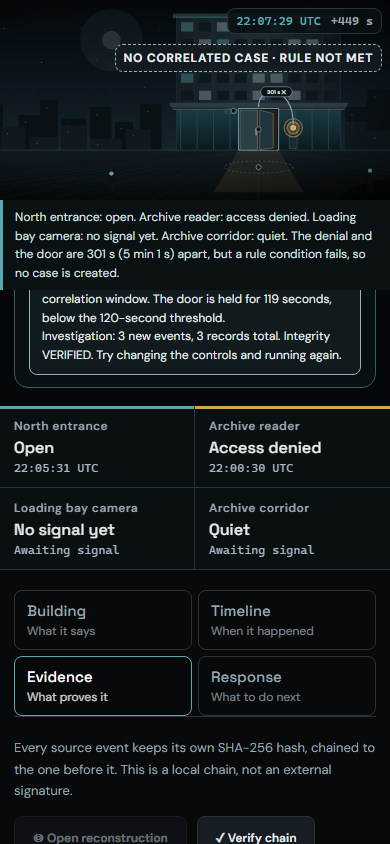 22:07:29 UTC +449 s
NO CORRELATED CASE · RULE NOT MET
301 s X
North entrance: open. Archive reader: access denied. Loading
bay camera: no signal yet. Archive corridor: quiet. The denial and
the door are 301 s (5 min 1 s) apart, but a rule condition fails, so
no case is created.
correlation window. The door is held for 119 seconds,
below the 120-second threshold.
Investigation: 3 new events, 3 records total. Integrity
VERIFIED. Try changing the controls and running again.
North entrance
Open
22:05:31 UTC
Archive reader
Access denied
22:00:30 UTC
Loading bay camera
No signal yet
Awaiting signal
Archive corridor
Quiet
Awaiting signal
Building
What it says
Timeline
When it happened
Evidence
What proves it
Response
What to do next
Every source event keeps its own SHA-256 hash, chained to
the one before it. This is a local chain, not an external
signature.
Open reconstruction
✓ Verify chain